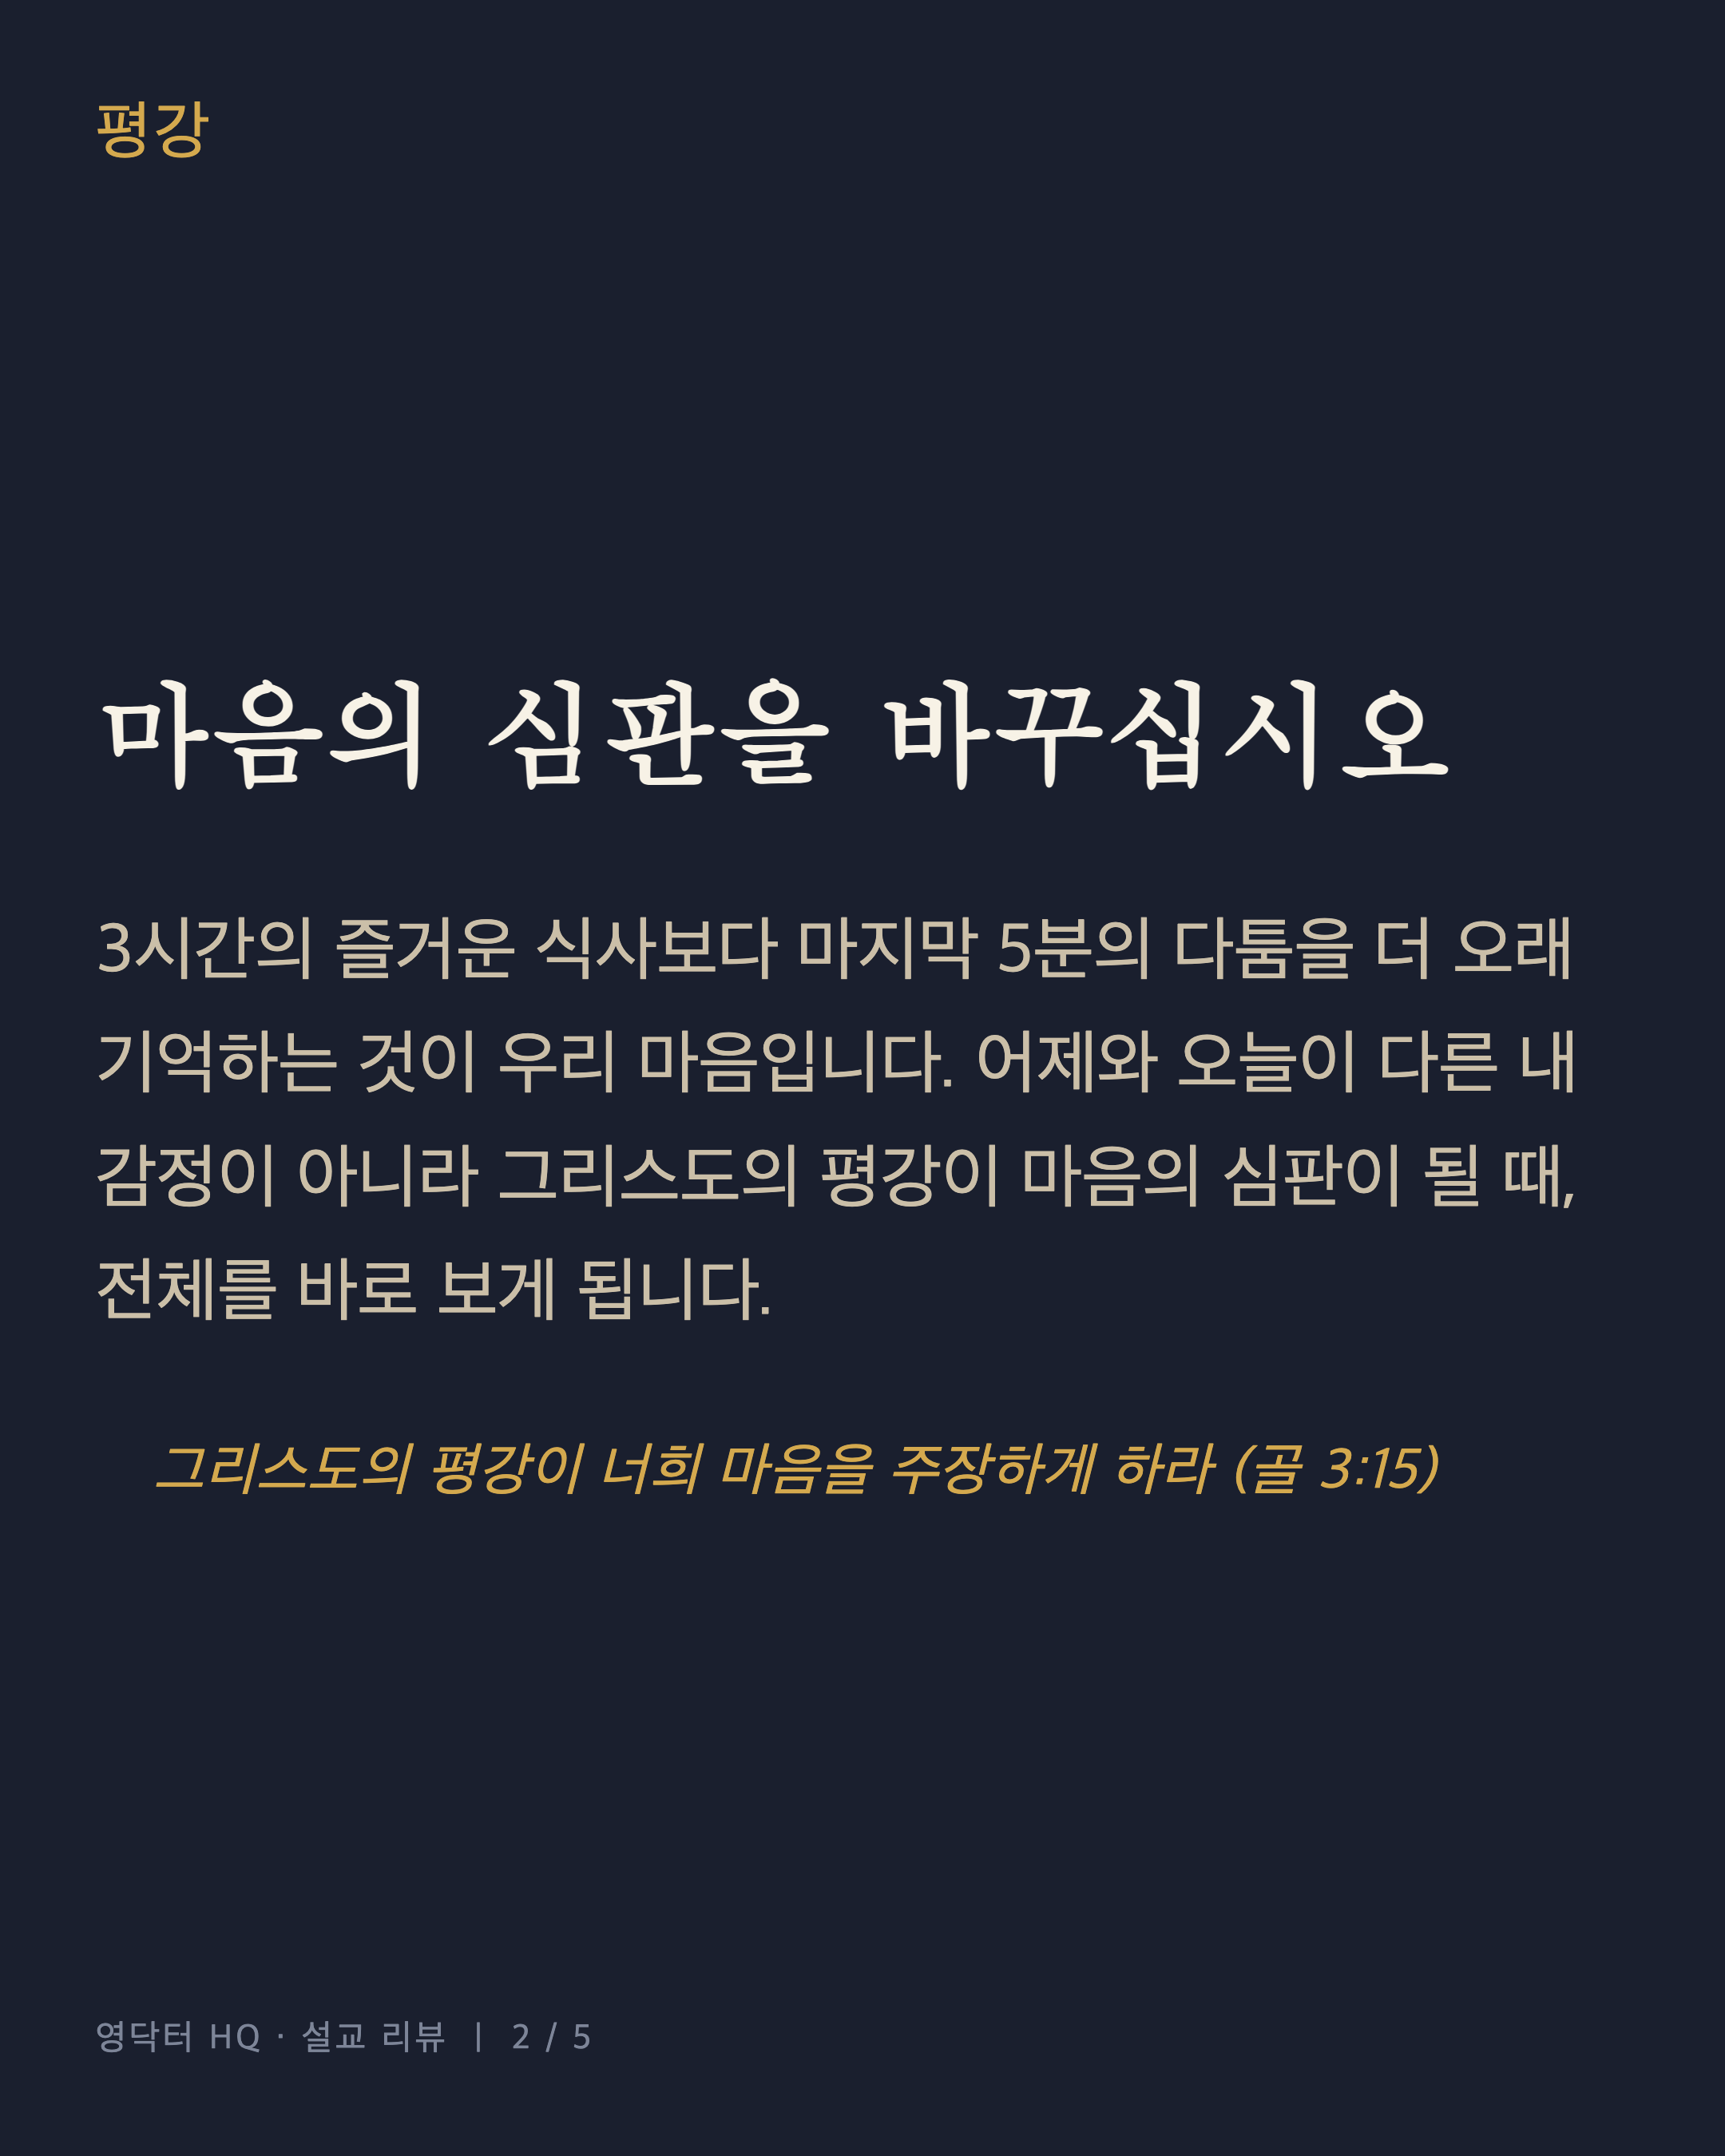 평강
마음의 심판을 바꾸십시오
3시간의 즐거운 식사보다 마지막 5분의 다툼을 더 오래
기억하는 것이 우리 마음입니다. 어제와 오늘이 다른 내
감정이 아니라 그리스도의 평강이 마음의 심판이 될 때,
전체를 바로 보게 됩니다.
그리스도의 평강이 너희 마음을 주장하게 하라 (골 3:15)
영닥터 HQ · 설교 리뷰 | 2 / 5